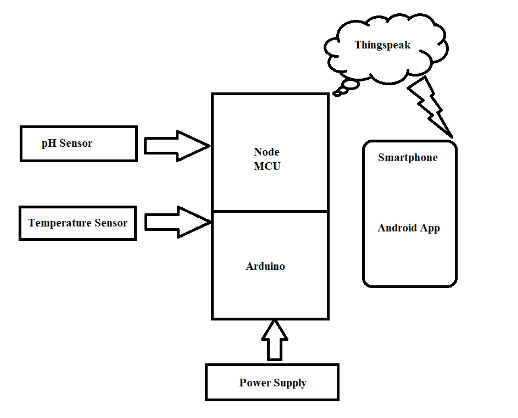 Thingspeak
pH Sensor
Node
MCU
Smartphone
Temperature Sensor
Android App
Arduino
Power Supply